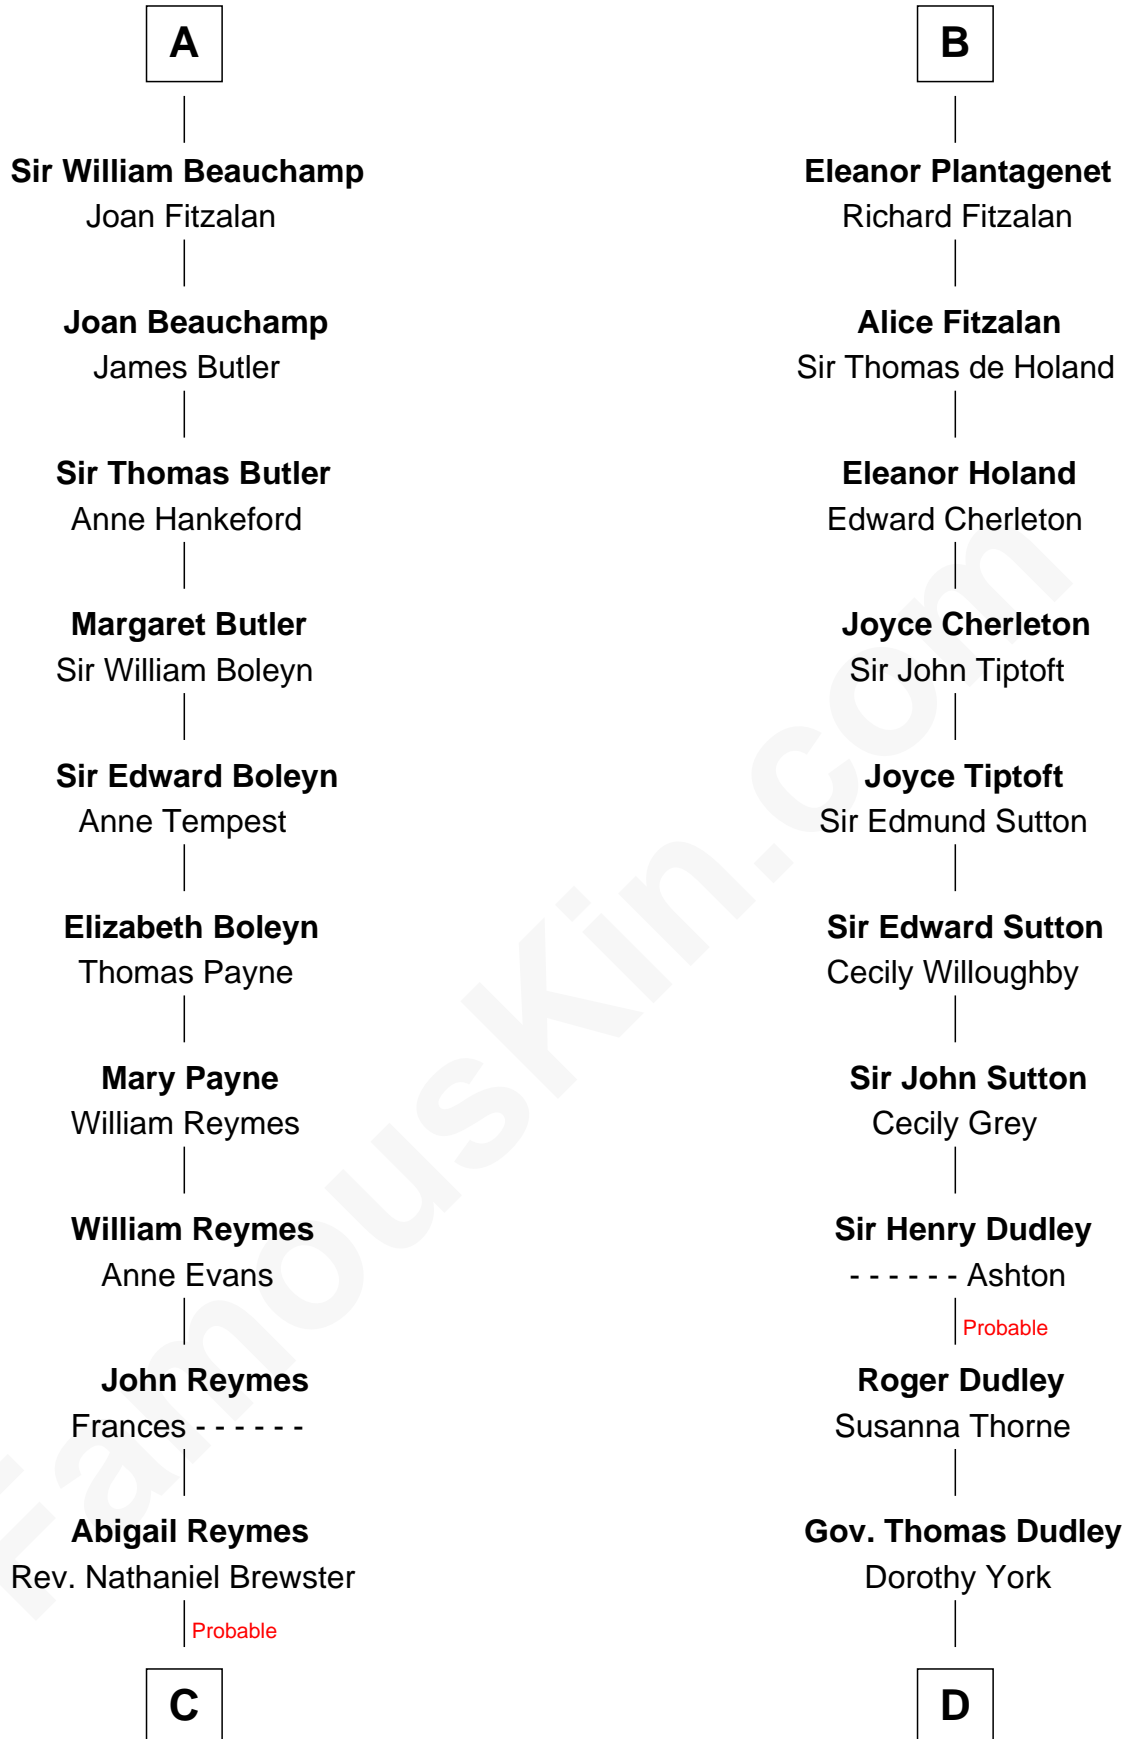 A
Sir William Beauchamp
Joan Fitzalan
Joan Beauchamp
James Butler
Sir Thomas Butler
Anne Hankeford
Margaret Butler
Sir William Boleyn
Sir Edward Boleyn
Anne Tempest
Elizabeth Boleyn
Thomas Payne
Mary Payne
William Reymes
William Reymes
Anne Evans
John Reymes
Frances - - - - - -
Abigail Reymes
Rev. Nathaniel Brewster
Probable
C
B
Eleanor Plantagenet
Richard Fitzalan
Alice Fitzalan
Sir Thomas de Holand
Eleanor Holand
Edward Cherleton
Joyce Cherleton
Sir John Tiptoft
Joyce Tiptoft
Sir Edmund Sutton
Sir Edward Sutton
Cecily Willoughby
Sir John Sutton
Cecily Grey
Sir Henry Dudley
- - - - - - Ashton
Probable
Roger Dudley
Susanna Thorne
Gov. Thomas Dudley
Dorothy York
D
FamousKin.com